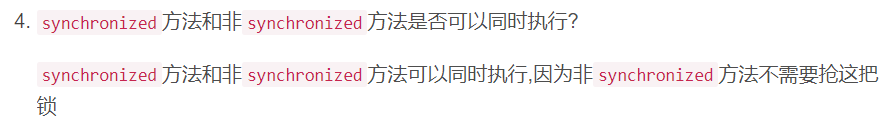 4. synchronized方法和非synchronized方法是否可以同时执行?
synchronized方法和非synchronized方法可以同时执行,因为非synchronized方法不需要抢这把
锁